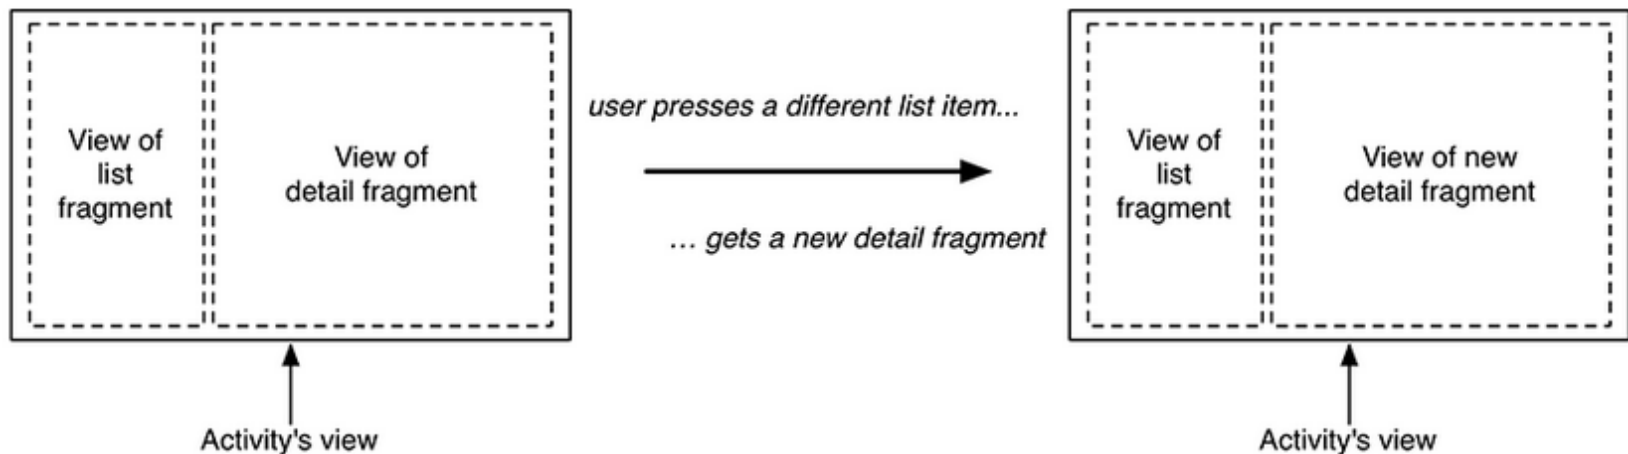 View of
list
fragment
View of
detail fragment
user presses a different list item...
... gets a new detail fragment
View of
list
fragment
View of new
detail fragment
Activity's view
Activity's view